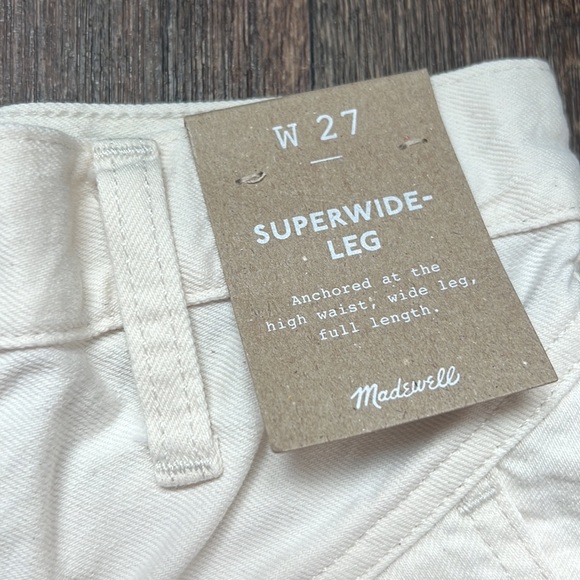 W 27
SUPERWIDE-
LEG
Anchored at the
high waist, wide leg,
full length.
Madewell